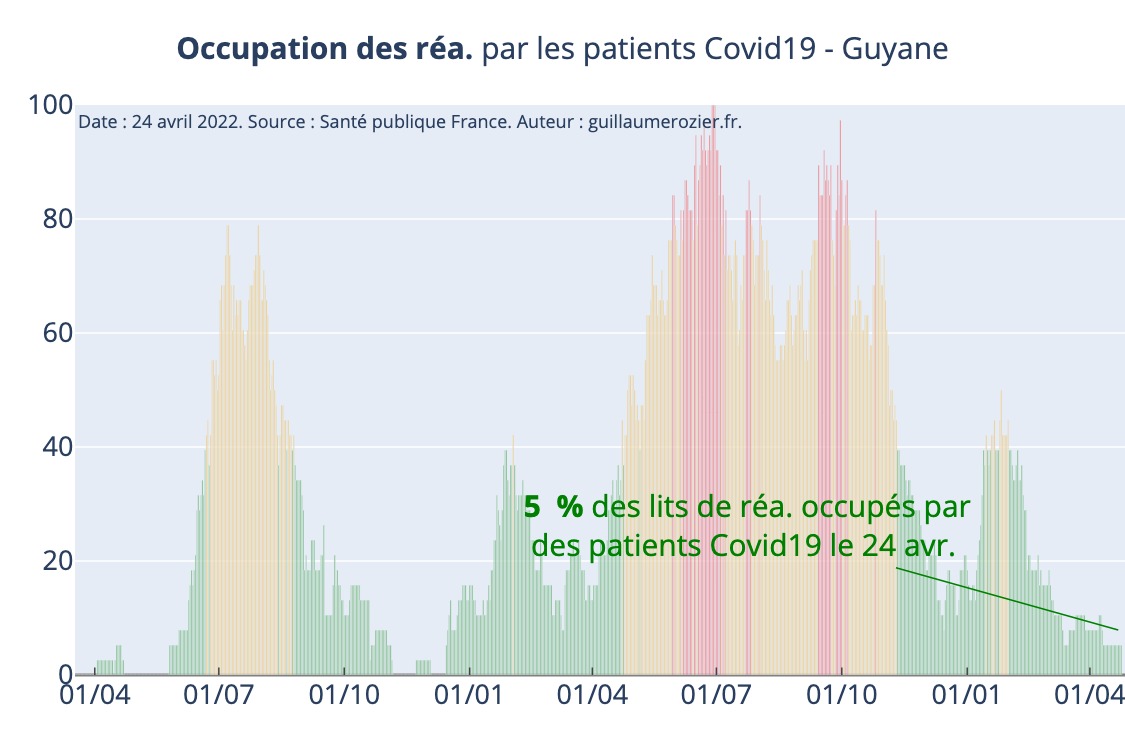 Occupation des réa. par les patients Covid19 - Guyane
100
Date : 24 avril 2022. Source : Santé publique France. Auteur : guillaumerozier.fr.
80
60
40
5 % des lits de réa. occupés par
des patients Covid19 le 24 avr.
20
0
01/04 01/07 01/10 01/01 01/04 01/07 01/10 01/01 01/04